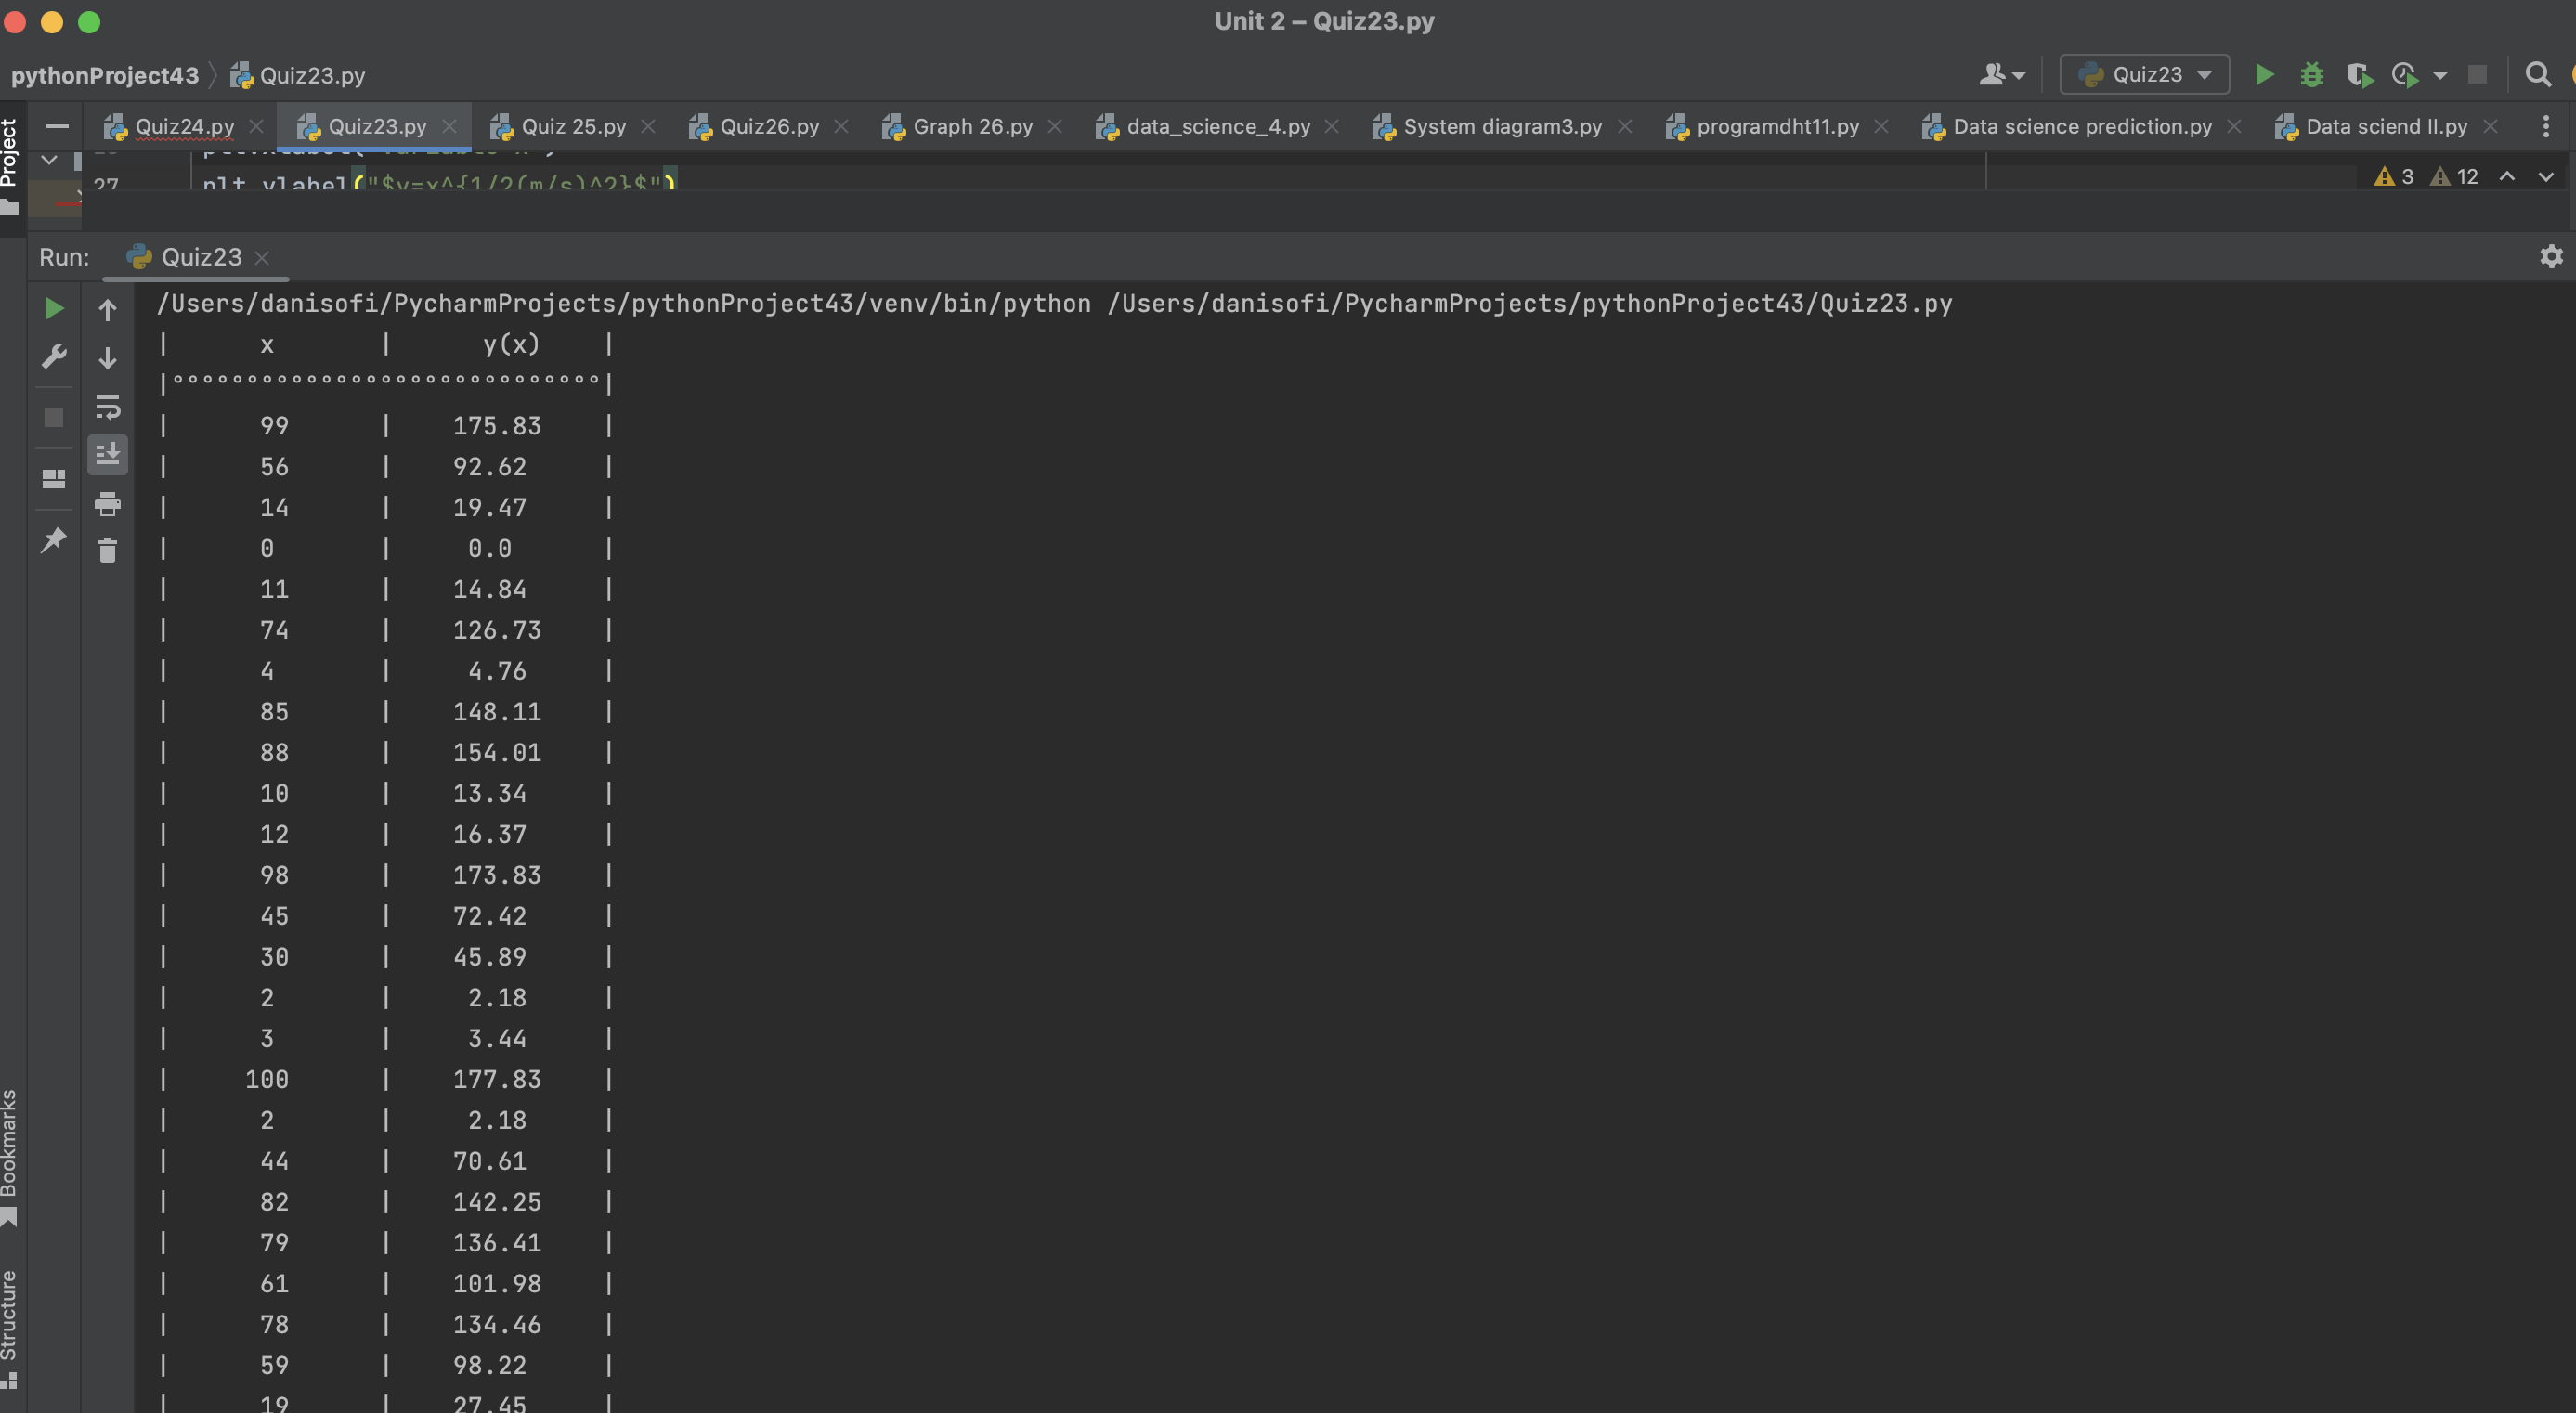 Unit 2 – Quiz23.py
pythonProject43 Quiz23.py
Quiz23
Project
Quiz24.py Quiz23.py Quiz 25.py Quiz26.py Graph 26.py data_science_4.py System diagram3.py programdht11.py Data science prediction.py Data sciend II.py
27 plt.ylabel("$y=x^{1/2(m/s)^2}$")
3 12
Run: Quiz23
/Users/danisofi/PycharmProjects/pythonProject43/venv/bin/python /Users/danisofi/PycharmProjects/pythonProject43/Quiz23.py
| x | y(x) |
|°°°°°°°°°°°°°°°°°°°°°°°°°°°°°|
| 99 | 175.83 |
| 56 | 92.62 |
| 14 | 19.47 |
| 0 | 0.0 |
| 11 | 14.84 |
| 74 | 126.73 |
| 4 | 4.76 |
| 85 | 148.11 |
| 88 | 154.01 |
| 10 | 13.34 |
| 12 | 16.37 |
| 98 | 173.83 |
| 45 | 72.42 |
| 30 | 45.89 |
| 2 | 2.18 |
| 3 | 3.44 |
| 100 | 177.83 |
| 2 | 2.18 |
| 44 | 70.61 |
| 82 | 142.25 |
| 79 | 136.41 |
| 61 | 101.98 |
| 78 | 134.46 |
| 59 | 98.22 |
| 19 | 27.45 |
Bookmarks
Structure